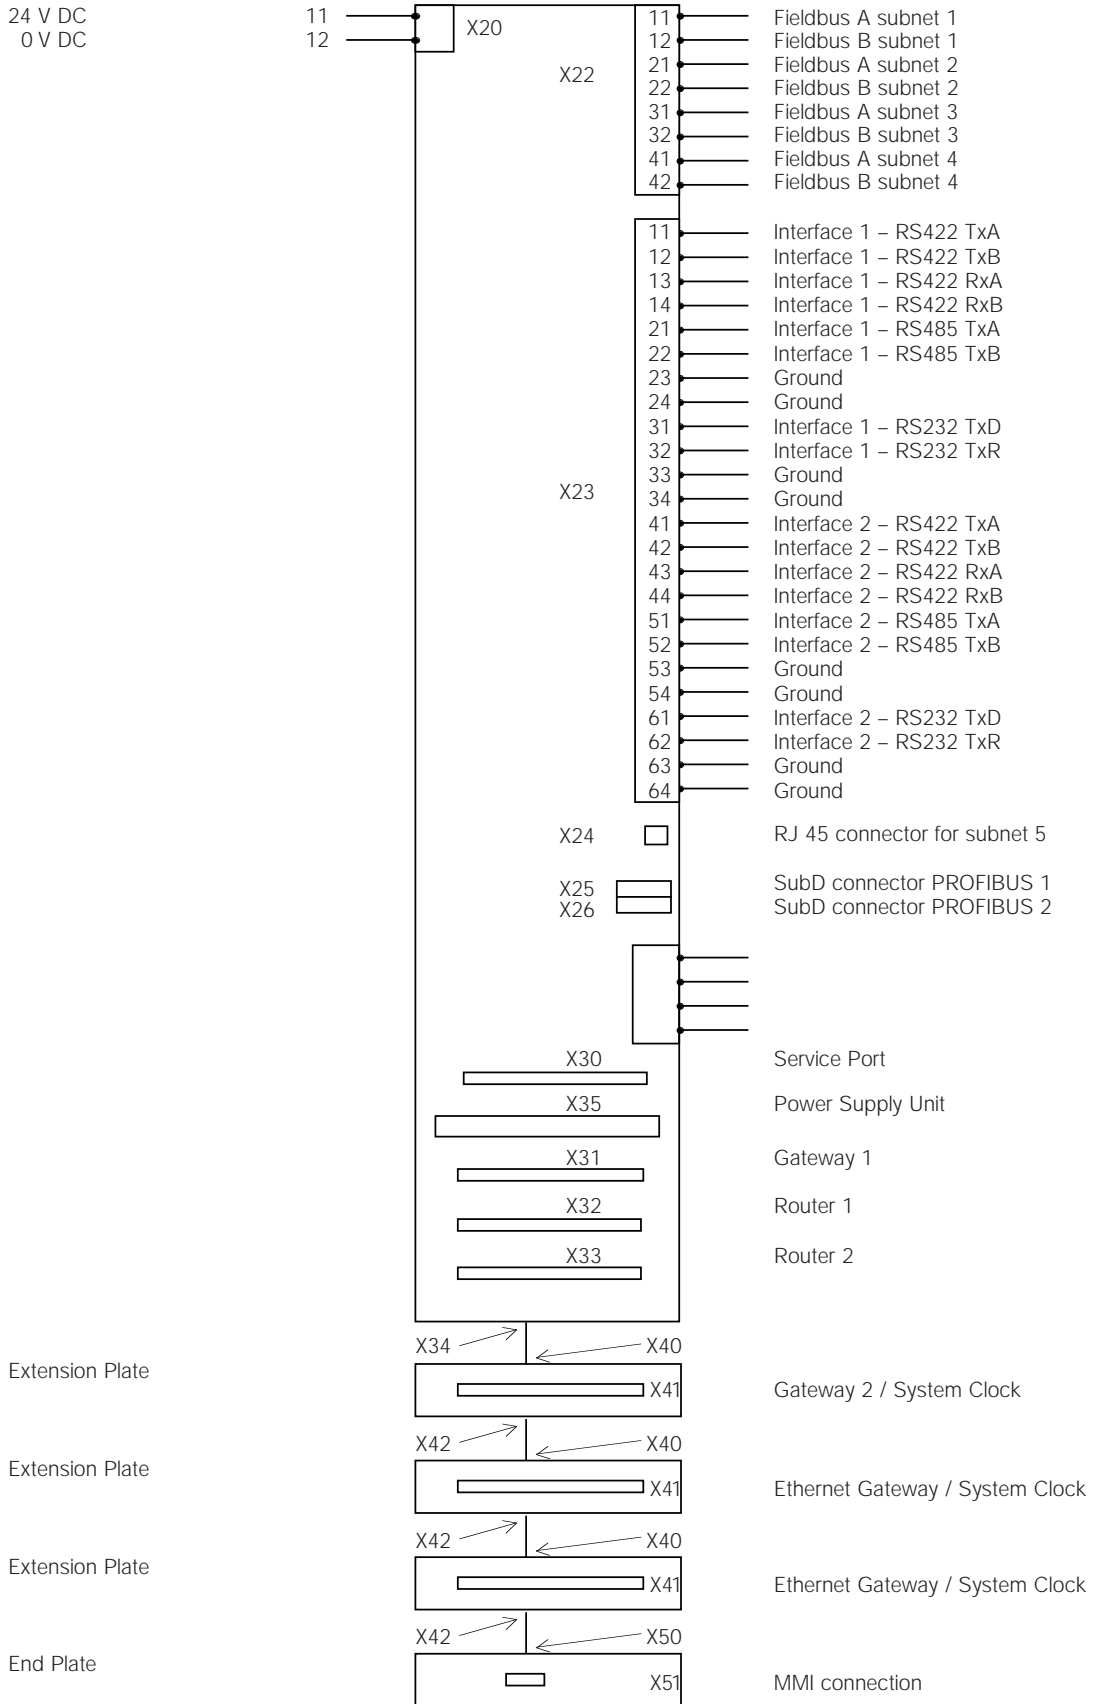 24 V DC 11 X20 11 Fieldbus A subnet 1
0 V DC 12 12 Fieldbus B subnet 1
21 Fieldbus A subnet 2
X22 22 Fieldbus B subnet 2
31 Fieldbus A subnet 3
32 Fieldbus B subnet 3
41 Fieldbus A subnet 4
42 Fieldbus B subnet 4
11 Interface 1 – RS422 TxA
12 Interface 1 – RS422 TxB
13 Interface 1 – RS422 RxA
14 Interface 1 – RS422 RxB
21 Interface 1 – RS485 TxA
22 Interface 1 – RS485 TxB
23 Ground
24 Ground
31 Interface 1 – RS232 TxD
32 Interface 1 – RS232 TxR
33 Ground
X23 34 Ground
41 Interface 2 – RS422 TxA
42 Interface 2 – RS422 TxB
43 Interface 2 – RS422 RxA
44 Interface 2 – RS422 RxB
51 Interface 2 – RS485 TxA
52 Interface 2 – RS485 TxB
53 Ground
54 Ground
61 Interface 2 – RS232 TxD
62 Interface 2 – RS232 TxR
63 Ground
64 Ground
X24 RJ 45 connector for subnet 5
X25 SubD connector PROFIBUS 1
X26 SubD connector PROFIBUS 2
X30 Service Port
X35 Power Supply Unit
X31 Gateway 1
X32 Router 1
X33 Router 2
X34 X40
Extension Plate X41 Gateway 2 / System Clock
X42 X40
Extension Plate X41 Ethernet Gateway / System Clock
X42 X40
Extension Plate X41 Ethernet Gateway / System Clock
X42 X50
End Plate X51 MMI connection